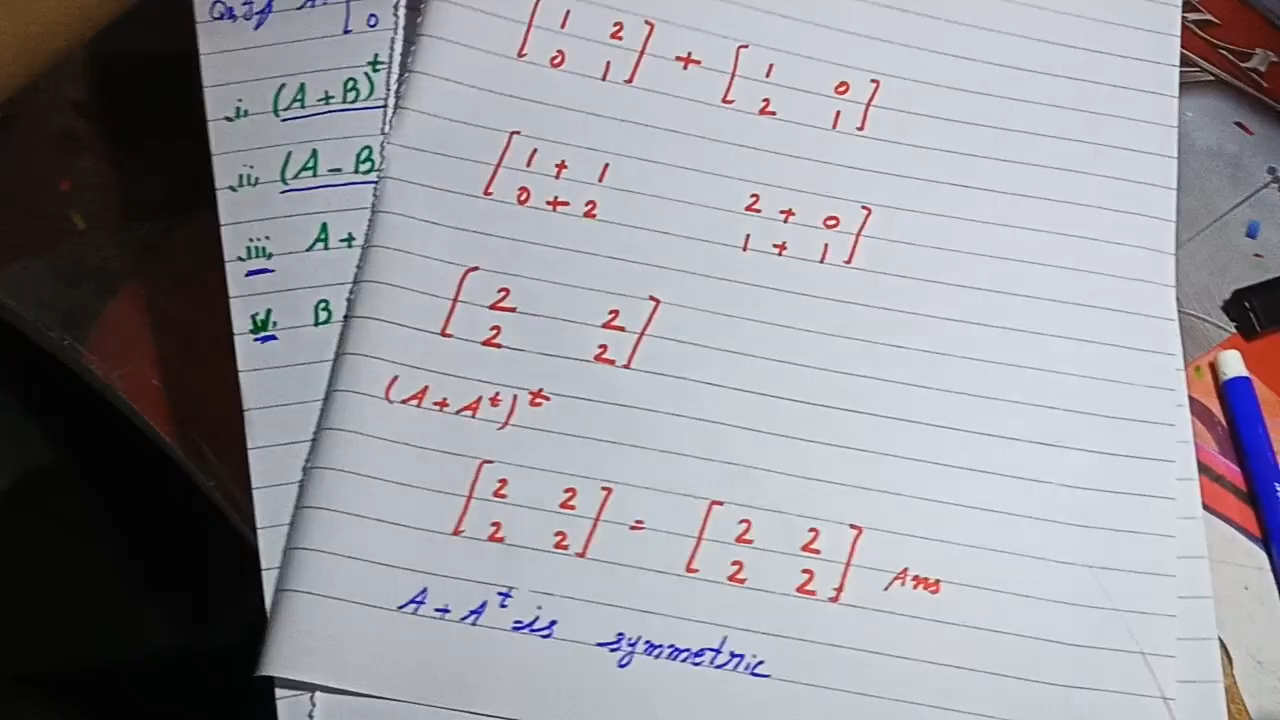 0
i. (A+B)^t
ii. (A-B
iii. A+
iv. B
[1 2
0 1] + [1 0
2 1]
[1 + 1 2 + 0
0 + 2 1 + 1]
[2 2
2 2]
(A+A^t)^t
[2 2
2 2] = [2 2
2 2] Ans
A+A^t is symmetric